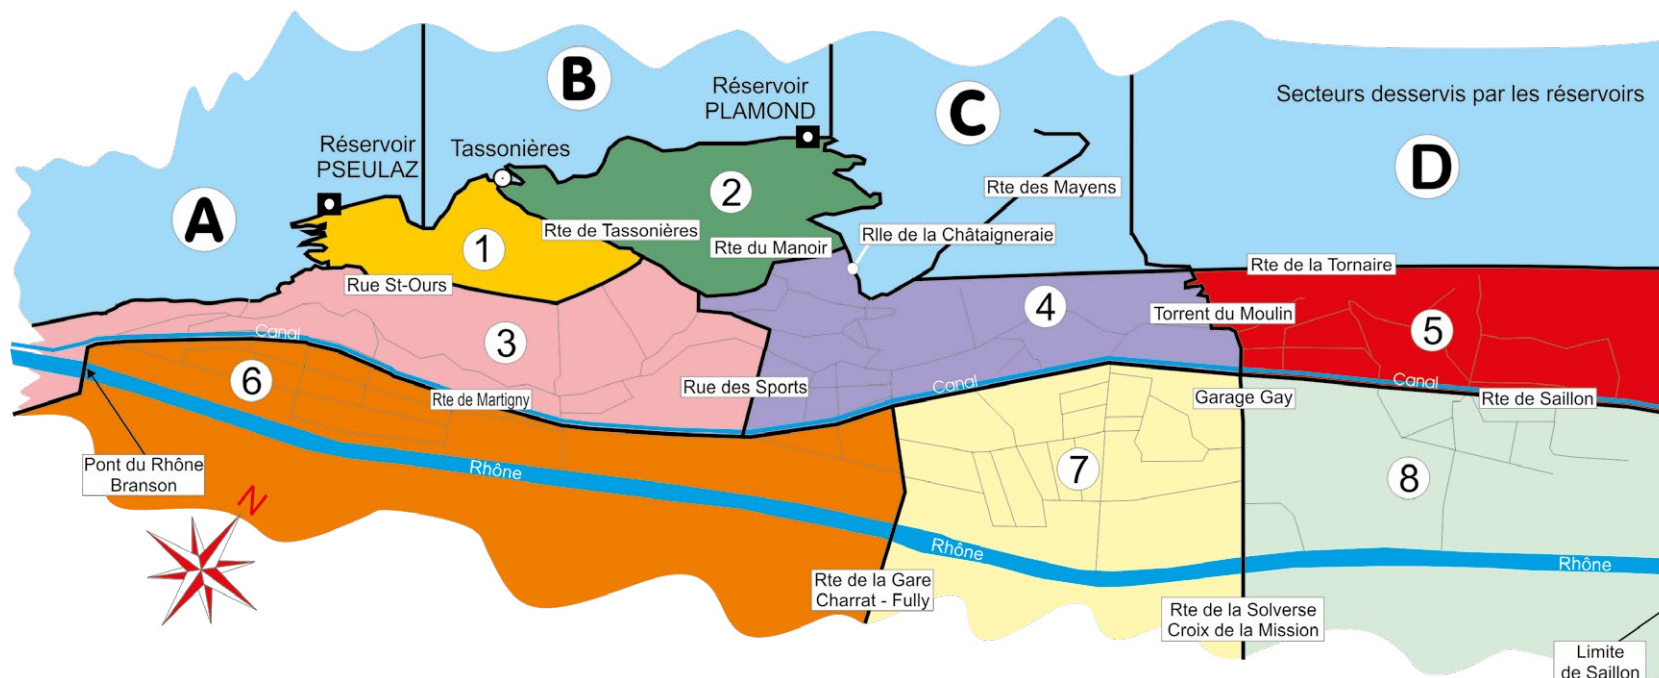 B
Réservoir
PLAMOND
C
Secteurs desservis par les réservoirs
Réservoir
PSEULAZ
Tassonières
D
A
2
Rte des Mayens
1
Rte de Tassonières
Rte du Manoir
Rlle de la Châtaigneraie
Rue St-Ours
Rte de la Tornaire
4
Torrent du Moulin
5
Canal
3
6
Rte de Martigny
Rue des Sports
Canal
Garage Gay
Canal
Rte de Saillon
Pont du Rhône
Branson
Rhône
7
8
N
Rhône
Rhône
Rte de la Gare
Charrat - Fully
Rte de la Solverse
Croix de la Mission
Limite
de Saillon